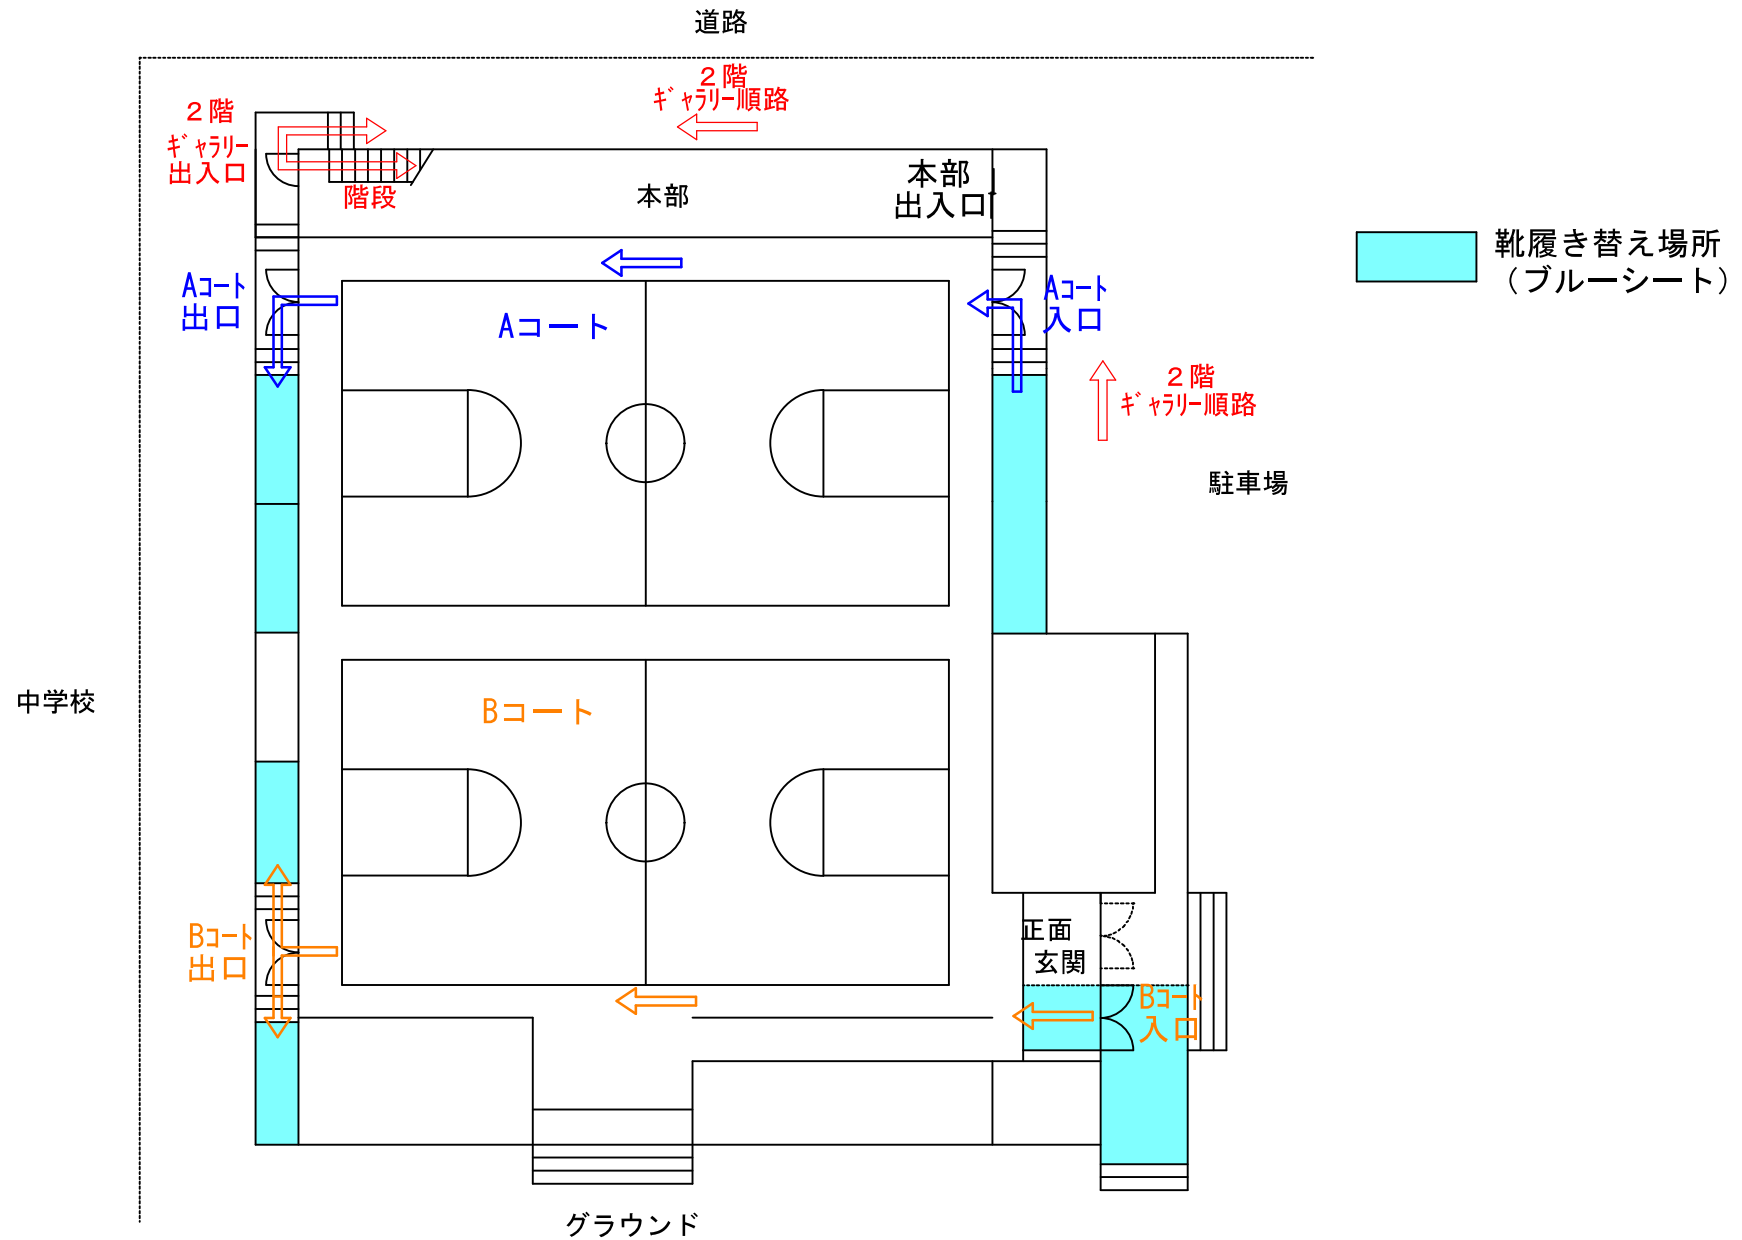 道路
２階
ｷﾞｬﾗﾘｰ順路
２階
ｷﾞｬﾗﾘｰ
出入口
階段
本部
本部
出入口
靴履き替え場所
（ブルーシート）
Aｺｰﾄ
出口
Aコート
Aｺｰﾄ
入口
２階
ｷﾞｬﾗﾘｰ順路
駐車場
中学校
Bコート
Bｺｰﾄ
出口
正面
玄関
Bｺｰﾄ
入口
グラウンド